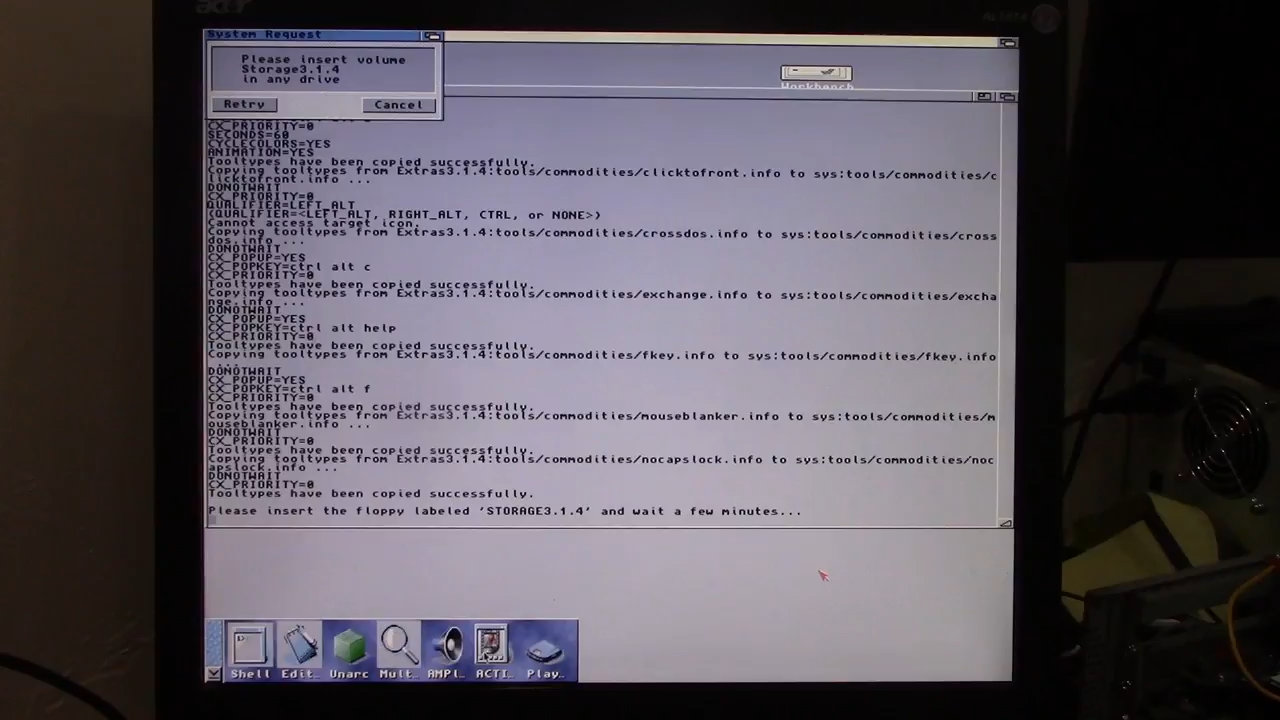 acer
System Request
Please insert volume
Storage3.1.4
in any drive
Retry
Cancel
Workbench
CX_PRIORITY=0
SECONDS=60
CYCLECOLORS=YES
ANIMATION=YES
Tooltypes have been copied successfully.
Copying tooltypes from Extras3.1.4:tools/commodities/clicktofront.info to sys:tools/commodities/c
licktofront.info ...
DONOTWAIT
CX_PRIORITY=0
QUALIFIER=LEFT_ALT
(QUALIFIER=<LEFT_ALT, RIGHT_ALT, CTRL, or NONE>)
Cannot access target icon.
Copying tooltypes from Extras3.1.4:tools/commodities/crossdos.info to sys:tools/commodities/cross
dos.info ...
DONOTWAIT
CX_POPUP=YES
CX_POPKEY=ctrl alt c
CX_PRIORITY=0
Tooltypes have been copied successfully.
Copying tooltypes from Extras3.1.4:tools/commodities/exchange.info to sys:tools/commodities/excha
nge.info ...
DONOTWAIT
CX_POPUP=YES
CX_POPKEY=ctrl alt help
CX_PRIORITY=0
Tooltypes have been copied successfully.
Copying tooltypes from Extras3.1.4:tools/commodities/fkey.info to sys:tools/commodities/fkey.info
...
DONOTWAIT
CX_POPUP=YES
CX_POPKEY=ctrl alt f
CX_PRIORITY=0
Tooltypes have been copied successfully.
Copying tooltypes from Extras3.1.4:tools/commodities/mouseblanker.info to sys:tools/commodities/m
ouseblanker.info ...
DONOTWAIT
CX_PRIORITY=0
Tooltypes have been copied successfully.
Copying tooltypes from Extras3.1.4:tools/commodities/nocapslock.info to sys:tools/commodities/noc
apslock.info ...
DONOTWAIT
CX_PRIORITY=0
Tooltypes have been copied successfully.
Please insert the floppy labeled 'STORAGE3.1.4' and wait a few minutes...
Shell
Edit..
Unarc
Mult..
AMPl..
ACTI..
Play..